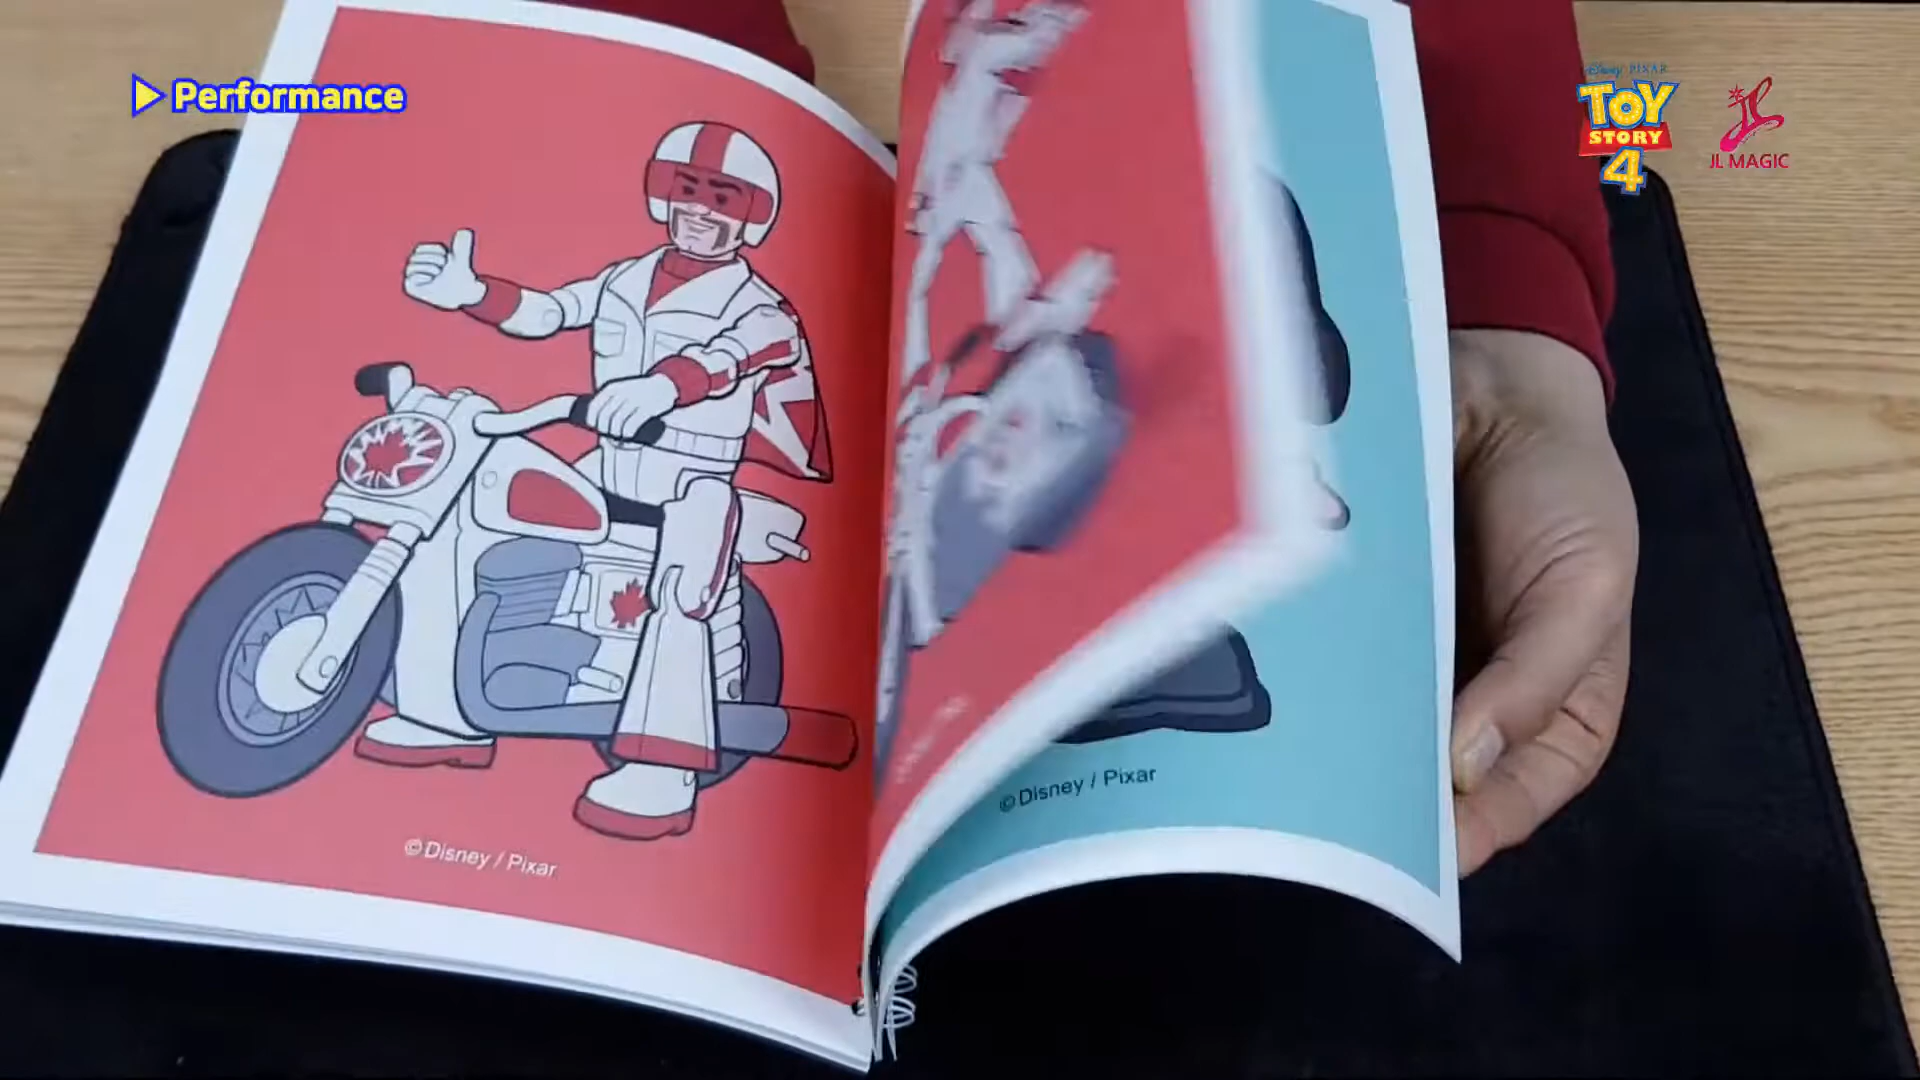 Performance
Disney PIXAR
TOY
STORY
4
JL MAGIC
©Disney / Pixar
©Disney / Pixar